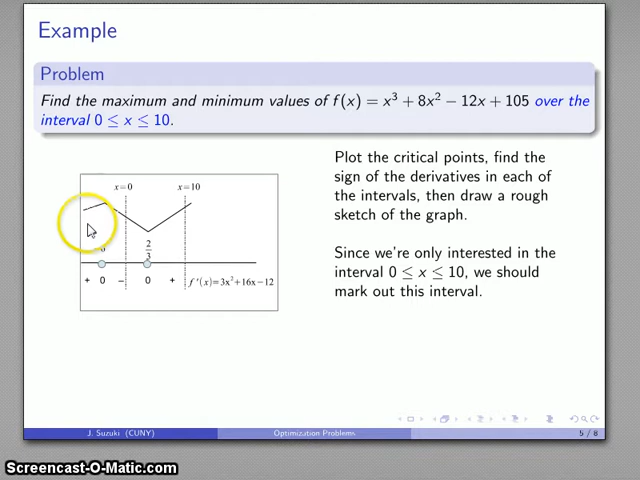 Example
Problem
Find the maximum and minimum values of f(x) = x³ + 8x² − 12x + 105 over the
interval 0 ≤ x ≤ 10.
Plot the critical points, find the
sign of the derivatives in each of
the intervals, then draw a rough
sketch of the graph.
Since we're only interested in the
interval 0 ≤ x ≤ 10, we should
mark out this interval.
x=0
x=10
2
3
+ 0 − 0 + f'(x)=3x²+16x−12
J. Suzuki (CUNY)
Optimization Problems
5 / 8
Screencast-O-Matic.com